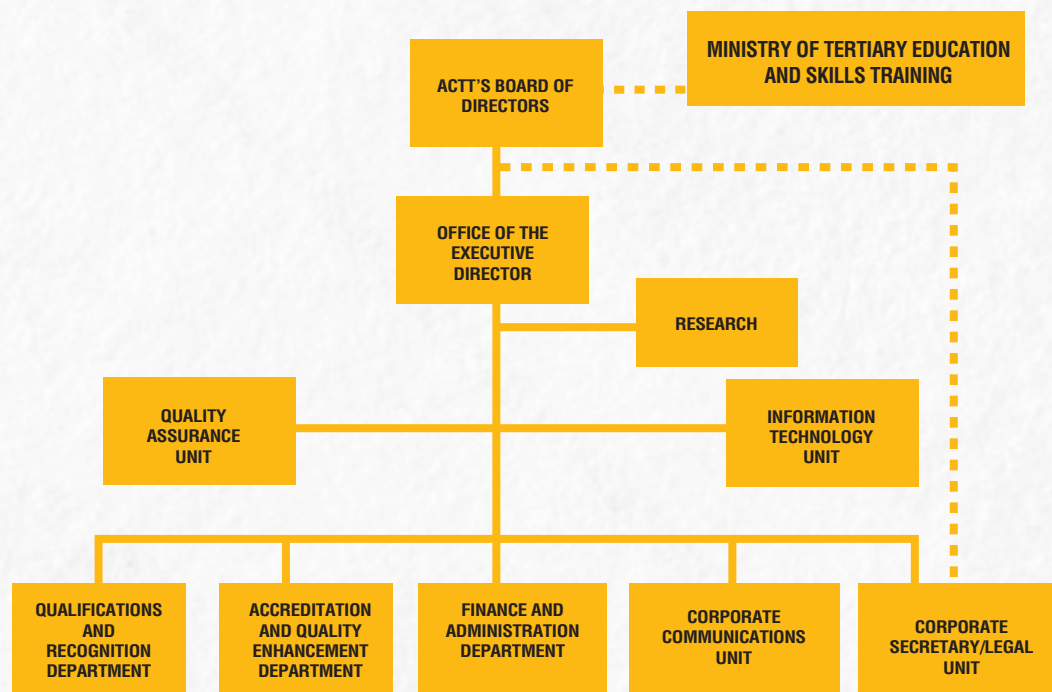 MINISTRY OF TERTIARY EDUCATION
AND SKILLS TRAINING
ACTT'S BOARD OF
DIRECTORS
OFFICE OF THE
EXECUTIVE
DIRECTOR
RESEARCH
QUALITY
ASSURANCE
UNIT
INFORMATION
TECHNOLOGY
UNIT
QUALIFICATIONS
AND
RECOGNITION
DEPARTMENT
ACCREDITATION
AND QUALITY
ENHANCEMENT
DEPARTMENT
FINANCE AND
ADMINISTRATION
DEPARTMENT
CORPORATE
COMMUNICATIONS
UNIT
CORPORATE
SECRETARY/LEGAL
UNIT